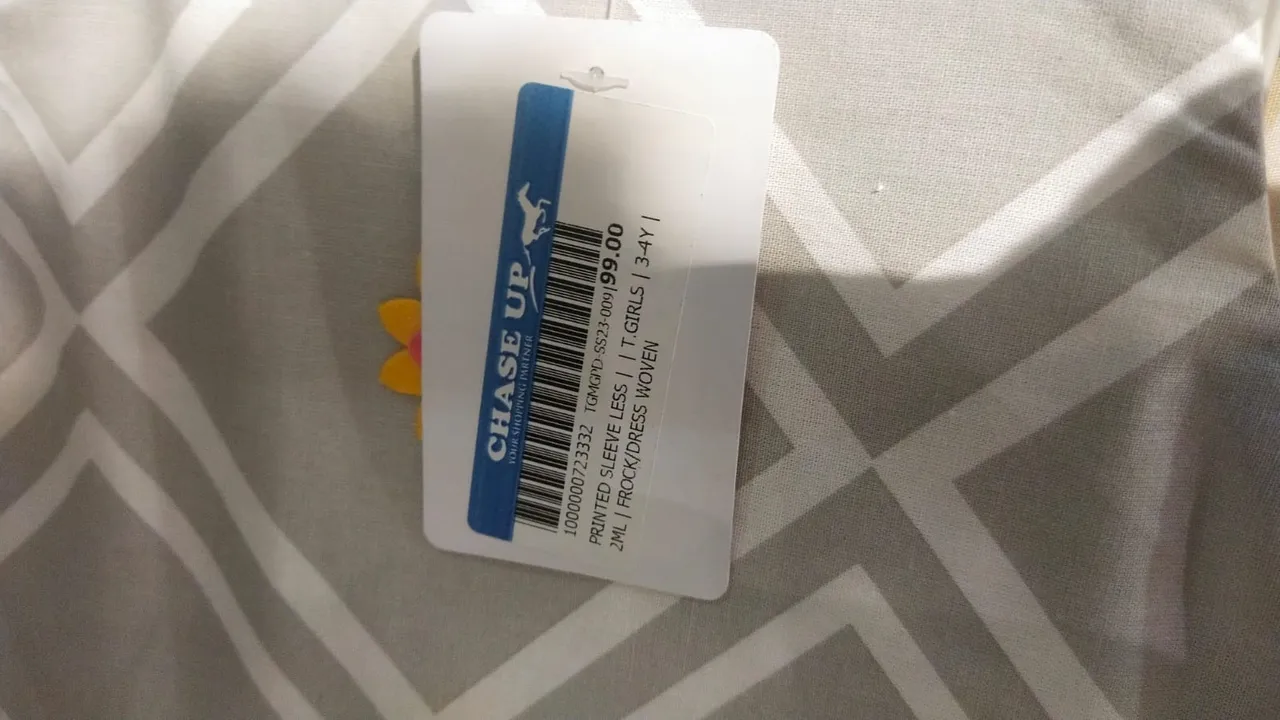 CHASE UP
YOUR SHOPPING PARTNER
1000000723332 TGMGPD-SS23-009|99.00
PRINTED SLEEVE LESS | | T.GIRLS | 3-4Y |
2ML | FROCK/DRESS WOVEN